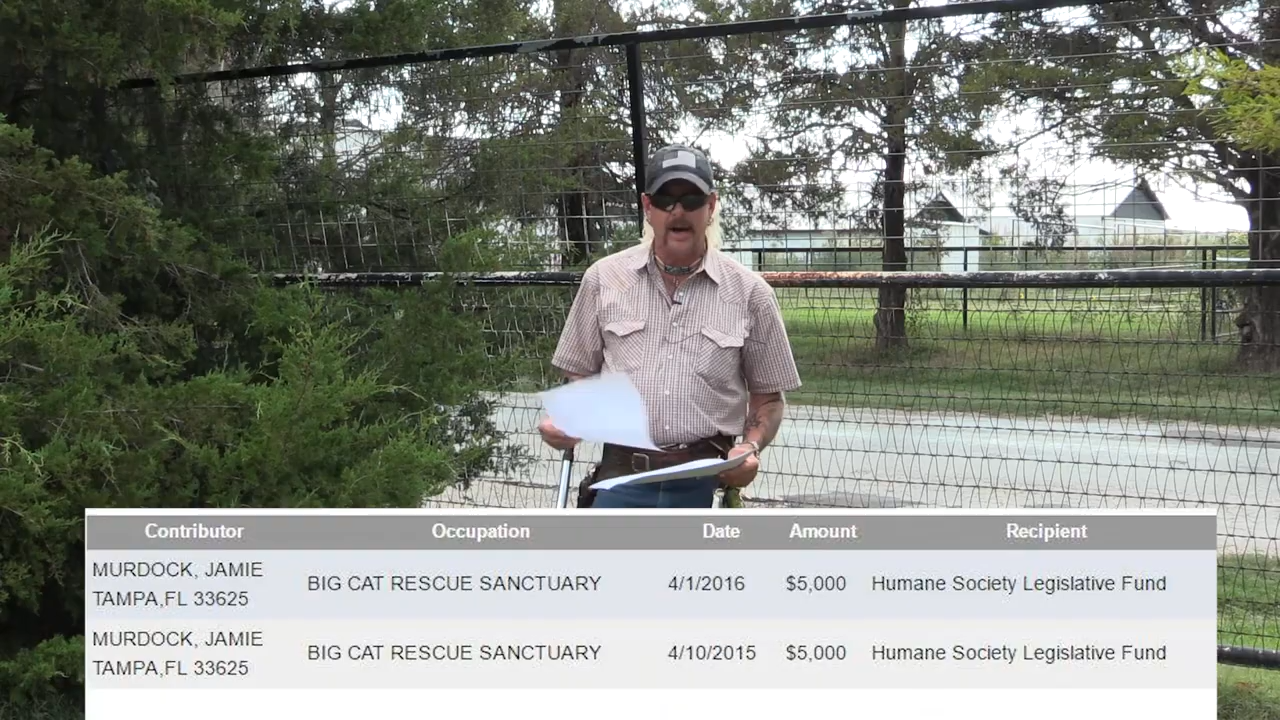 Contributor Occupation Date Amount Recipient
MURDOCK, JAMIE
TAMPA,FL 33625 BIG CAT RESCUE SANCTUARY 4/1/2016 $5,000 Humane Society Legislative Fund
MURDOCK, JAMIE
TAMPA,FL 33625 BIG CAT RESCUE SANCTUARY 4/10/2015 $5,000 Humane Society Legislative Fund